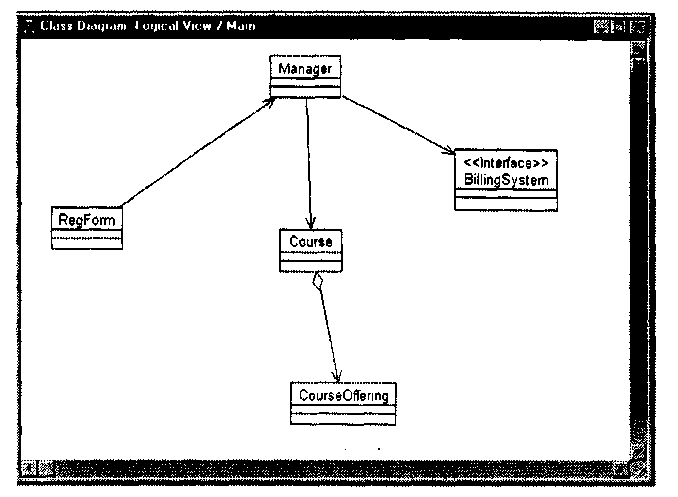 Class Diagram: Logical View / Main
Manager
<<Interface>>
BillingSystem
RegForm
Course
CourseOffering